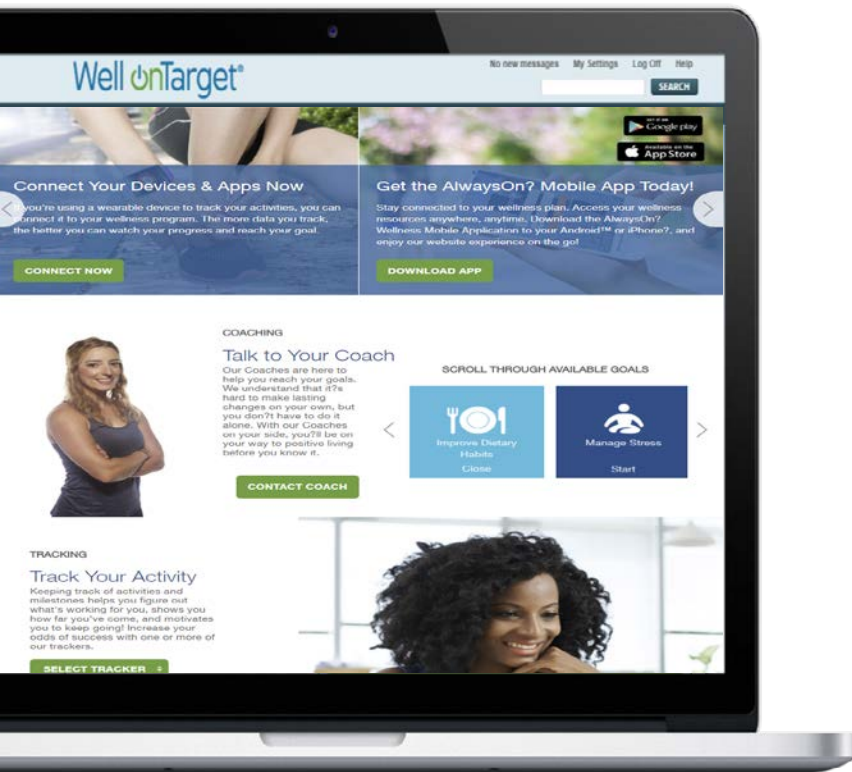 Well onTarget®
No new messages My Settings Log Off Help
SEARCH
GET IT ON
Google play
Available on the
App Store
Connect Your Devices & Apps Now
If you're using a wearable device to track your activities, you can
connect it to your wellness program. The more data you track,
the better you can watch your progress and reach your goal.
CONNECT NOW
Get the AlwaysOn? Mobile App Today!
Stay connected to your wellness plan. Access your wellness
resources anywhere, anytime. Download the AlwaysOn?
Wellness Mobile Application to your Android™ or iPhone?, and
enjoy our website experience on the go!
DOWNLOAD APP
COACHING
Talk to Your Coach
Our Coaches are here to
help you reach your goals.
We understand that it?s
hard to make lasting
changes on your own, but
you don?t have to do it
alone. With our Coaches
on your side, you?ll be on
your way to positive living
before you know it.
CONTACT COACH
SCROLL THROUGH AVAILABLE GOALS
Improve Dietary
Habits
Close
Manage Stress
Start
TRACKING
Track Your Activity
Keeping track of activities and
milestones helps you figure out
what's working for you, shows you
how far you've come, and motivates
you to keep going! Increase your
odds of success with one or more of
our trackers.
SELECT TRACKER